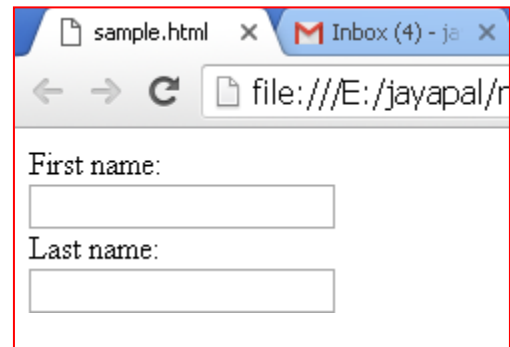 sample.html Inbox (4) - ja
file:///E:/jayapal/
First name:
Last name: